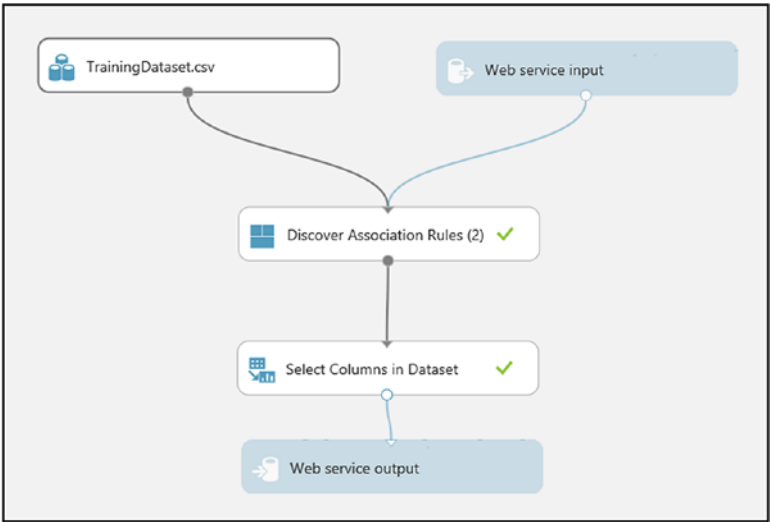 TrainingDataset.csv
Web service input
Discover Association Rules (2)
Select Columns in Dataset
Web service output